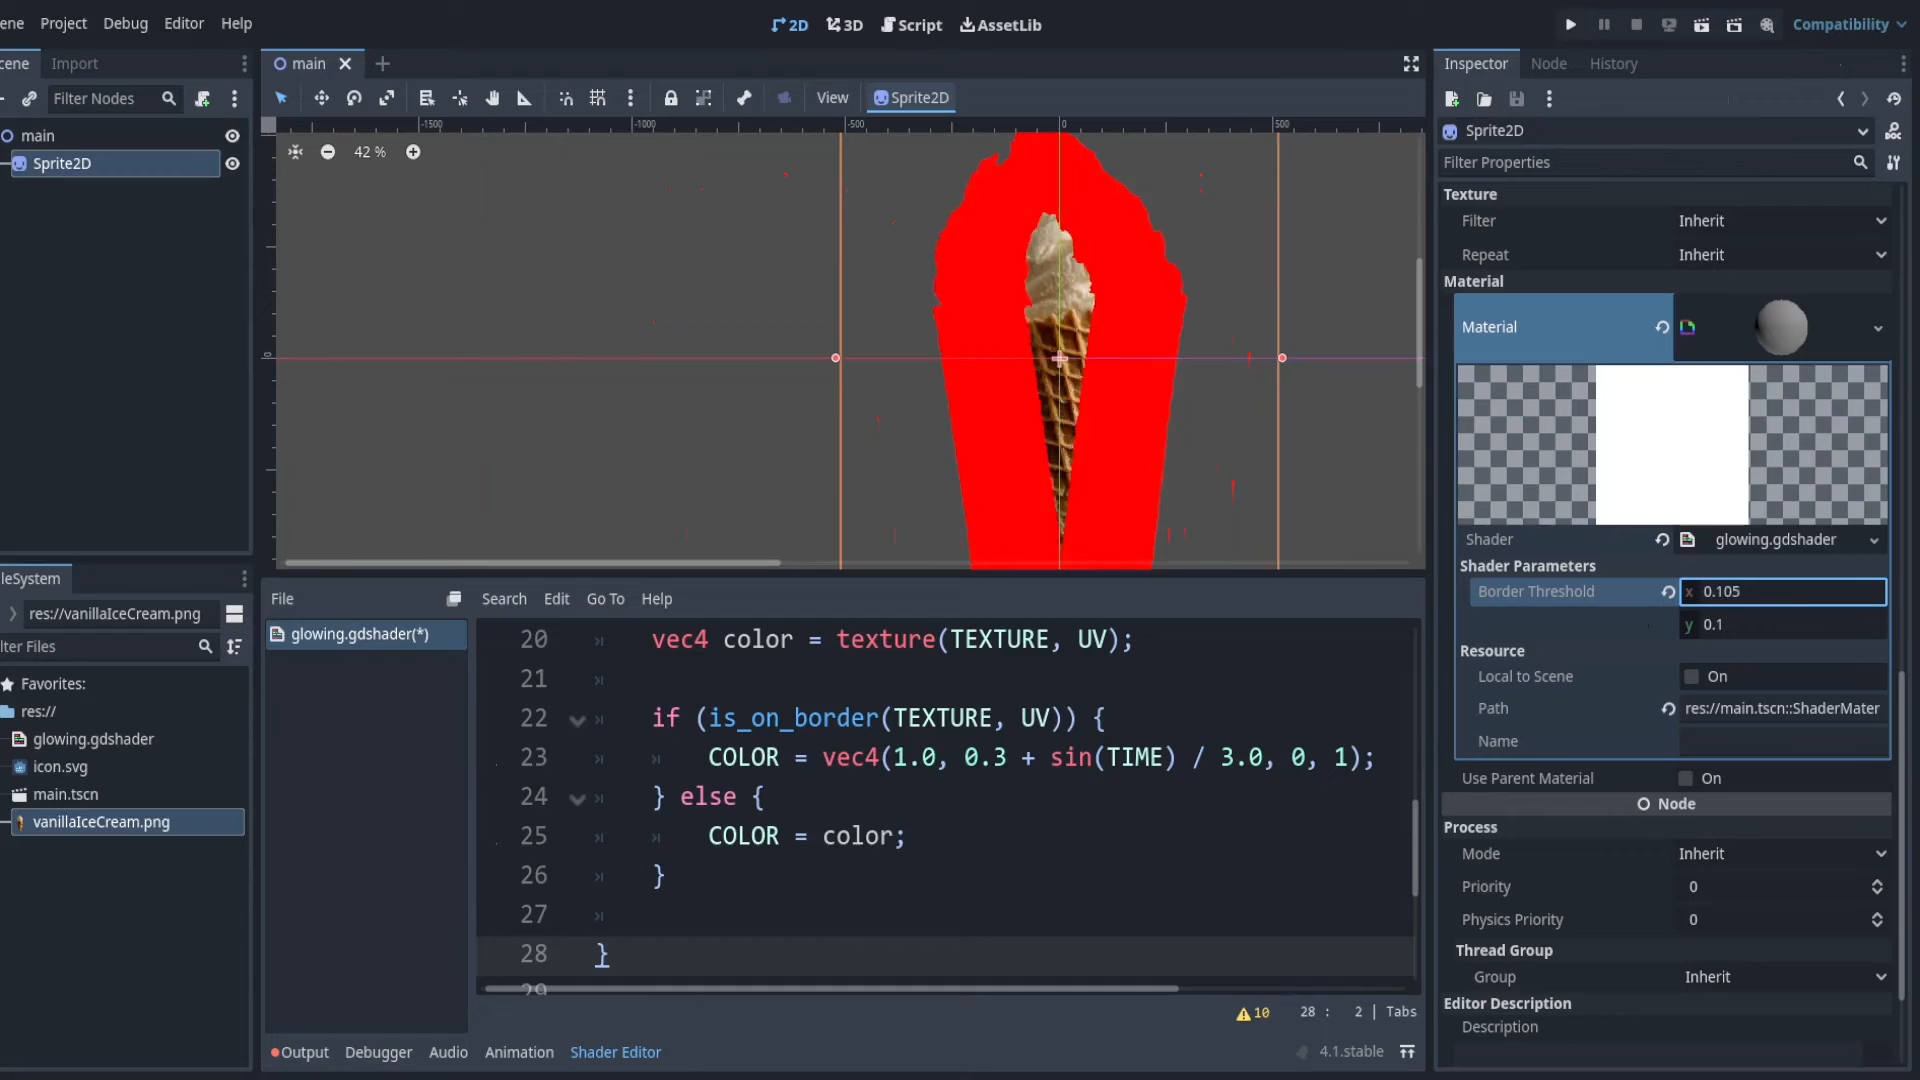 ene Project Debug Editor Help
2D 3D Script AssetLib
Compatibility
cene Import
Filter Nodes
main
Sprite2D
main
View Sprite2D
-1500 -1000 -500 0 500
42 %
0
leSystem
res://vanillaIceCream.png
lter Files
Favorites:
res://
glowing.gdshader
icon.svg
main.tscn
vanillaIceCream.png
File Search Edit Go To Help
glowing.gdshader(*)
20 vec4 color = texture(TEXTURE, UV);
21
22 if (is_on_border(TEXTURE, UV)) {
23 COLOR = vec4(1.0, 0.3 + sin(TIME) / 3.0, 0, 1);
24 } else {
25 COLOR = color;
26 }
27
28 }
29
10 28 : 2 | Tabs
Output Debugger Audio Animation Shader Editor
4.1.stable
Inspector Node History
Sprite2D
Filter Properties
Texture
Filter Inherit
Repeat Inherit
Material
Material
Shader glowing.gdshader
Shader Parameters
Border Threshold x 0.105
y 0.1
Resource
Local to Scene On
Path res://main.tscn::ShaderMater
Name
Use Parent Material On
Node
Process
Mode Inherit
Priority 0
Physics Priority 0
Thread Group
Group Inherit
Editor Description
Description